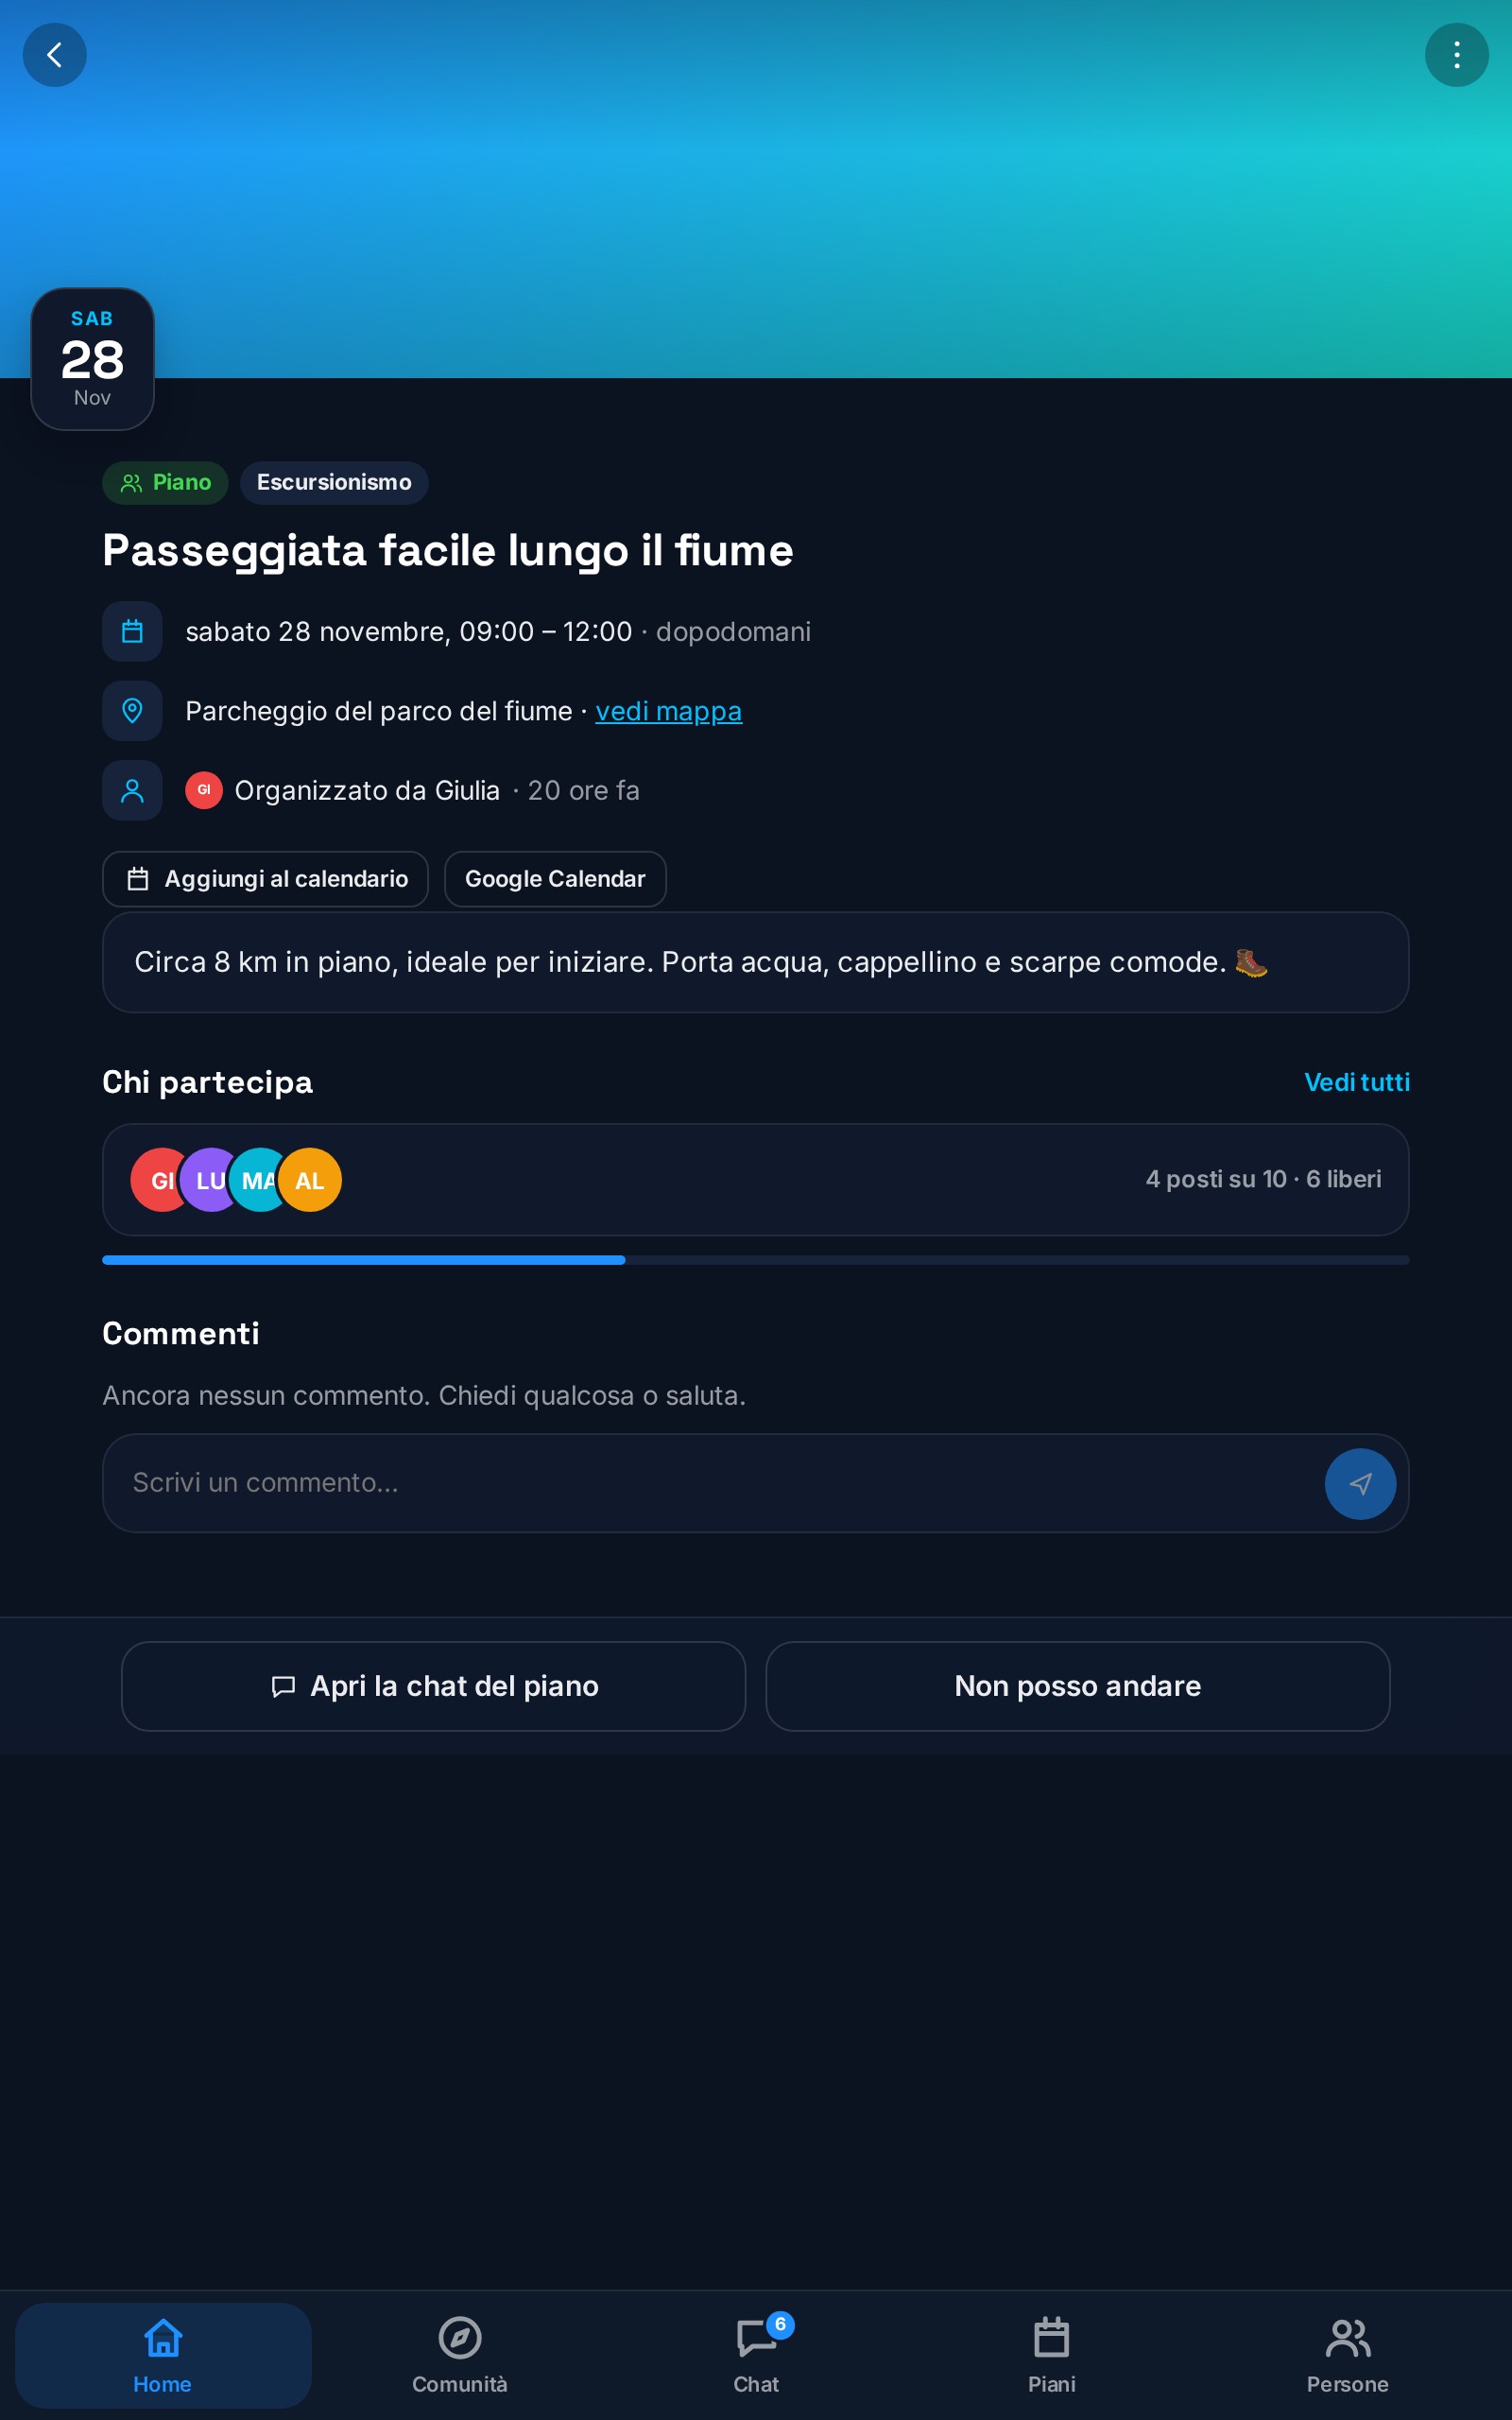 SAB
28
Nov
Piano
Escursionismo
Passeggiata facile lungo il fiume
sabato 28 novembre, 09:00 – 12:00 · dopodomani
Parcheggio del parco del fiume · vedi mappa
GI Organizzato da Giulia · 20 ore fa
Aggiungi al calendario
Google Calendar
Circa 8 km in piano, ideale per iniziare. Porta acqua, cappellino e scarpe comode. 🥾
Chi partecipa
Vedi tutti
GI LU MA AL
4 posti su 10 · 6 liberi
Commenti
Ancora nessun commento. Chiedi qualcosa o saluta.
Scrivi un commento...
Apri la chat del piano
Non posso andare
6
Home
Comunità
Chat
Piani
Persone